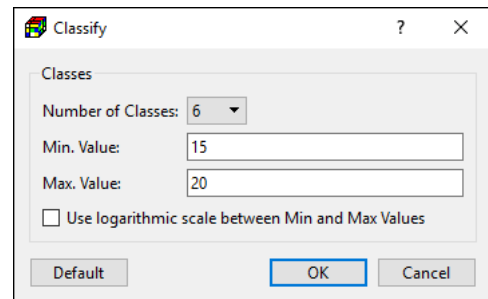 Classify ?
Classes
Number of Classes: 6
Min. Value: 15
Max. Value: 20
Use logarithmic scale between Min and Max Values
Default OK Cancel